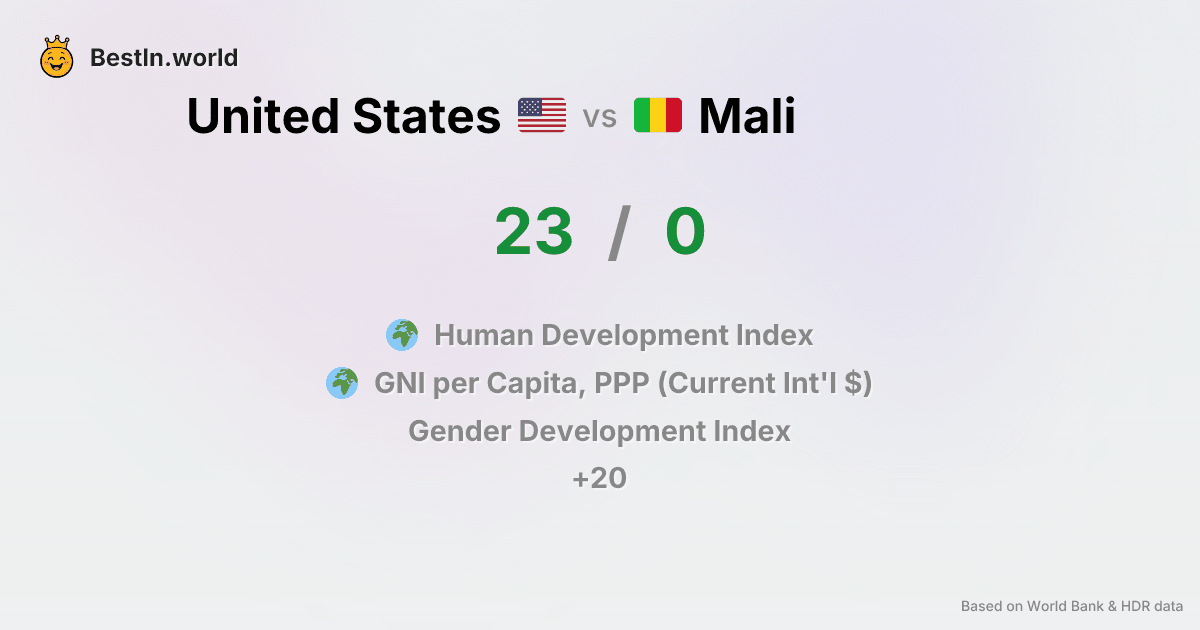 BestIn.world
United States vs Mali
23 / 0
Human Development Index
GNI per Capita, PPP (Current Int'l $)
Gender Development Index
+20
Based on World Bank & HDR data